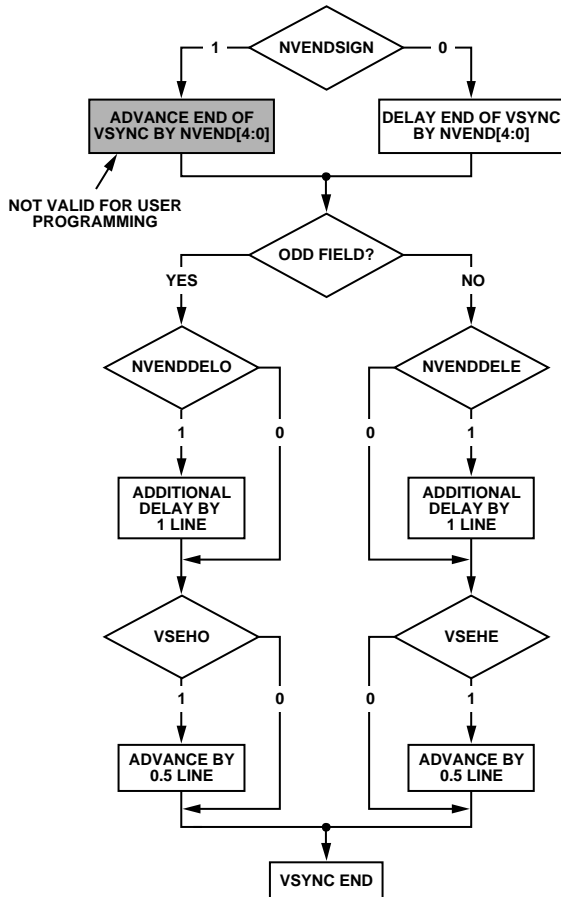 NVENDSIGN
1
0
ADVANCE END OF
VSYNC BY NVEND[4:0]
DELAY END OF VSYNC
BY NVEND[4:0]
NOT VALID FOR USER
PROGRAMMING
ODD FIELD?
YES
NO
NVENDDELO
NVENDDELE
1
0
0
1
ADDITIONAL
DELAY BY
1 LINE
ADDITIONAL
DELAY BY
1 LINE
VSEHO
VSEHE
1
0
0
1
ADVANCE BY
0.5 LINE
ADVANCE BY
0.5 LINE
VSYNC END